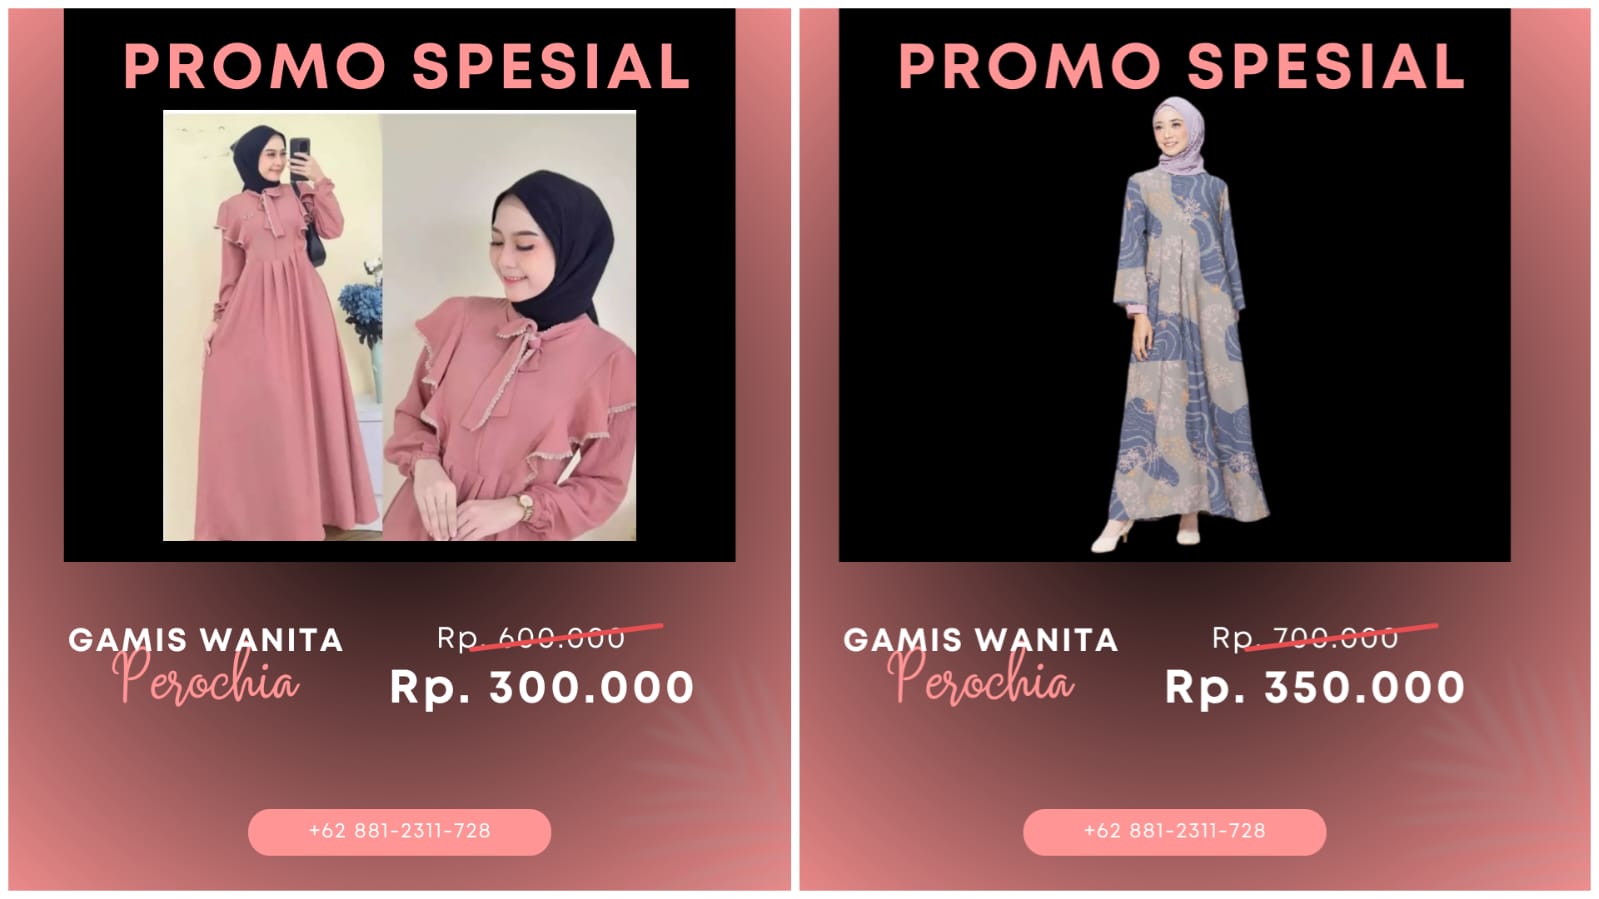 PROMO SPESIAL
GAMIS WANITA
Perochia
Rp. 600.000
Rp. 300.000
+62 881-2311-728
PROMO SPESIAL
GAMIS WANITA
Perochia
Rp. 700.000
Rp. 350.000
+62 881-2311-728